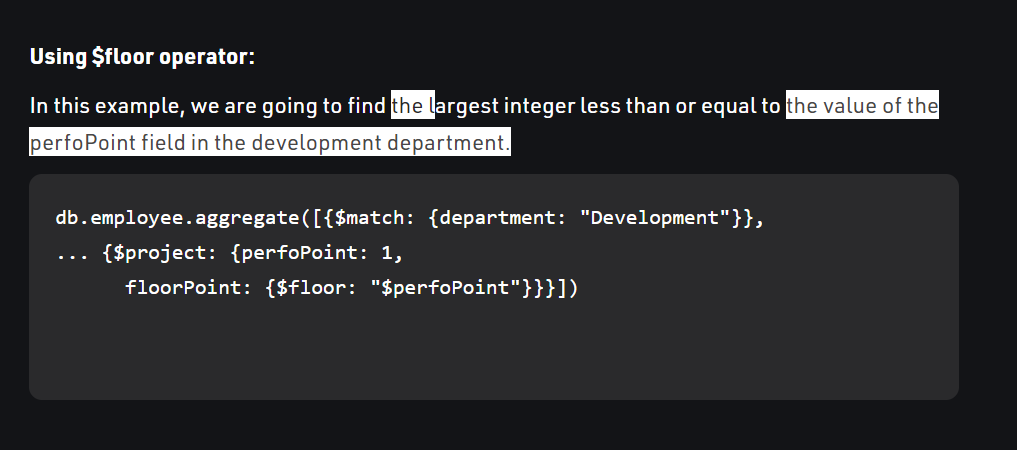 Using $floor operator:
In this example, we are going to find the largest integer less than or equal to the value of the
perfoPoint field in the development department.
db.employee.aggregate([{$match: {department: "Development"}},
... {$project: {perfoPoint: 1,
floorPoint: {$floor: "$perfoPoint"}}}])